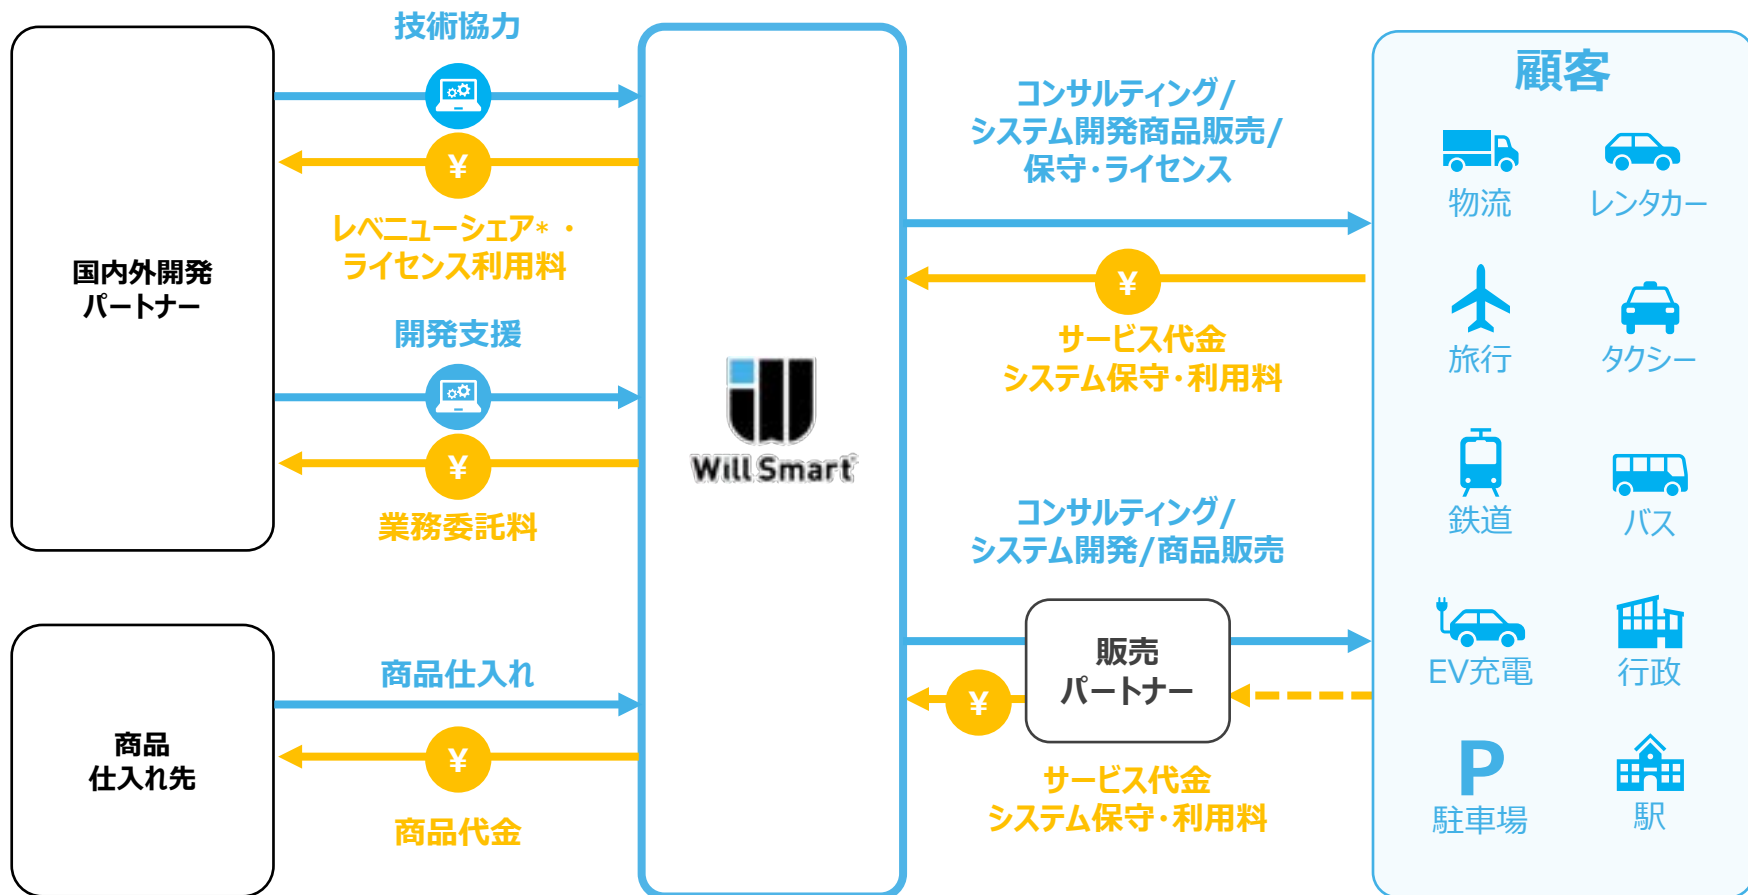 技術協力
レベニューシェア*・
ライセンス利用料
国内外開発
パートナー
開発支援
業務委託料
商品仕入れ
商品
仕入れ先
商品代金
¥
¥
¥
Will Smart
コンサルティング/
システム開発商品販売/
保守・ライセンス
¥
サービス代金
システム保守・利用料
コンサルティング/
システム開発/商品販売
販売
パートナー
¥
サービス代金
システム保守・利用料
顧客
物流
レンタカー
旅行
タクシー
鉄道
バス
EV充電
行政
P
駐車場
駅